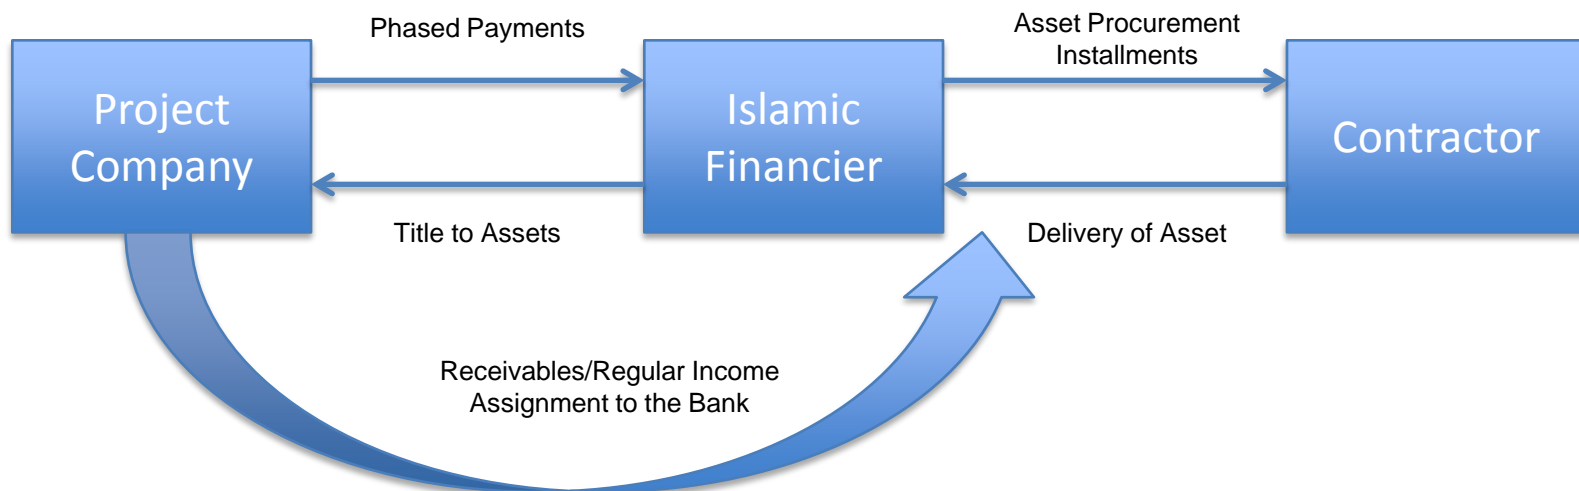 Phased Payments
Asset Procurement
Installments
Project
Company
Islamic
Financier
Contractor
Title to Assets
Delivery of Asset
Receivables/Regular Income
Assignment to the Bank